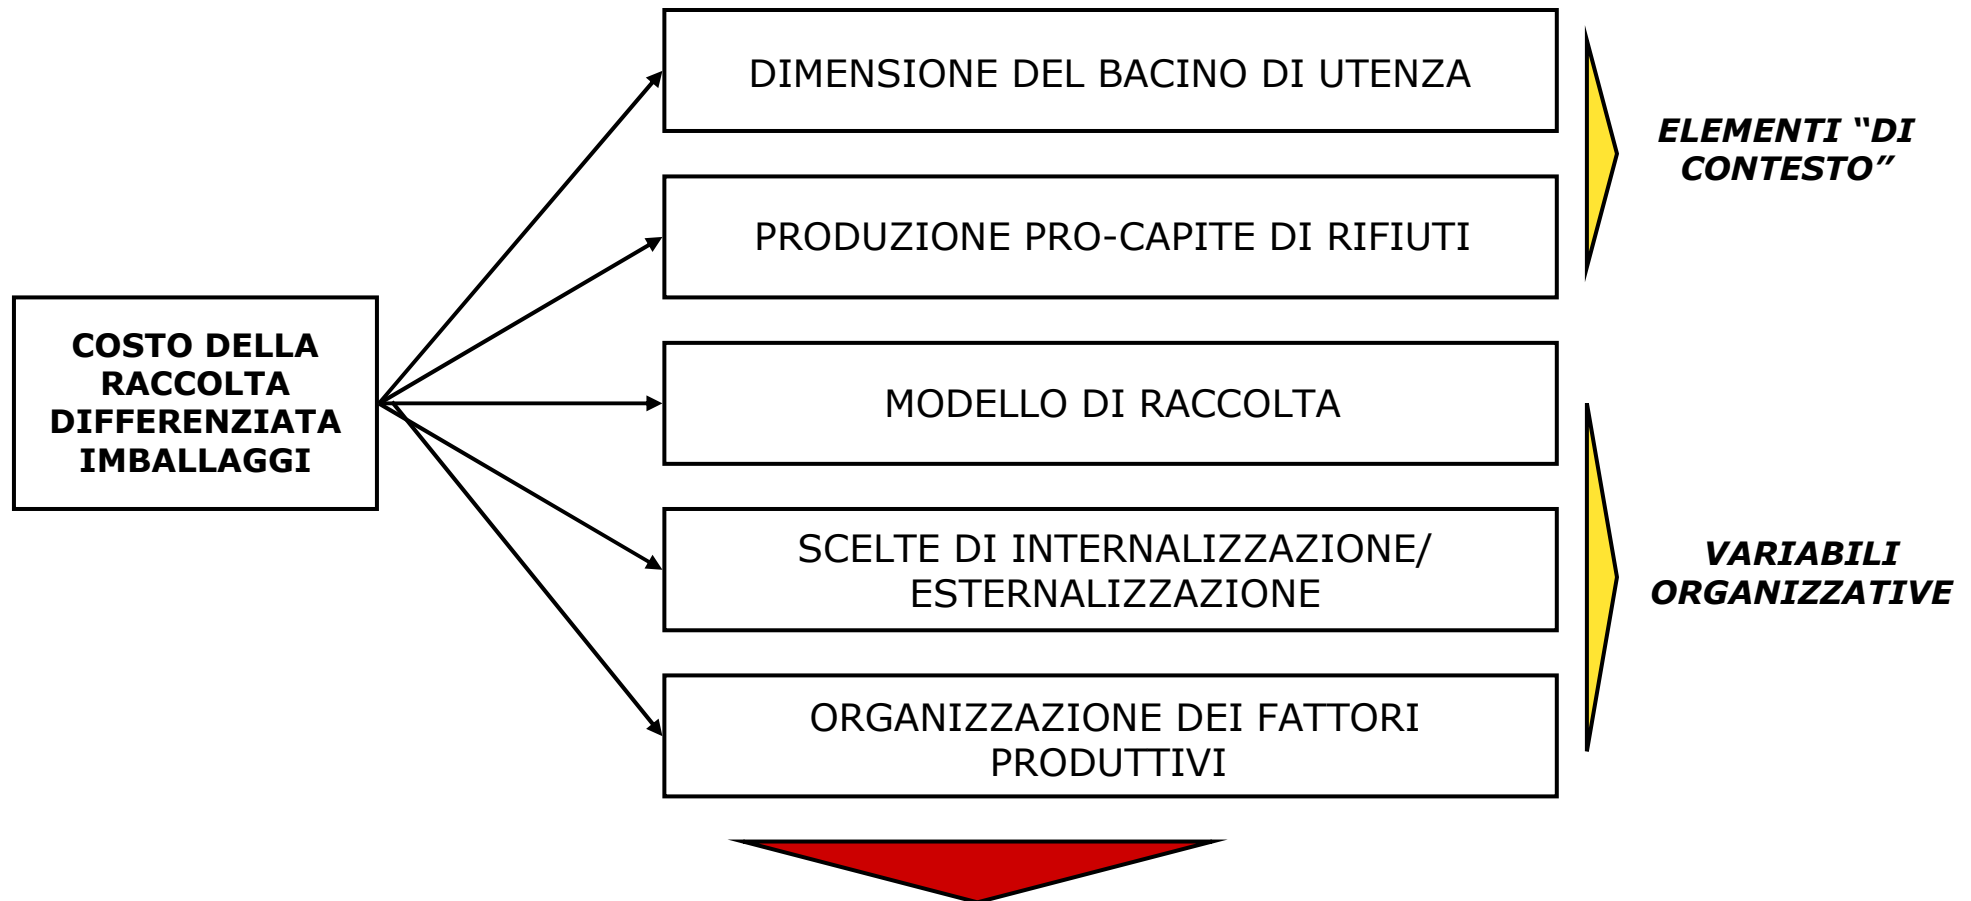 DIMENSIONE DEL BACINO DI UTENZA
ELEMENTI “DI
CONTESTO”
PRODUZIONE PRO-CAPITE DI RIFIUTI
COSTO DELLA
RACCOLTA
DIFFERENZIATA
IMBALLAGGI
MODELLO DI RACCOLTA
SCELTE DI INTERNALIZZAZIONE/
ESTERNALIZZAZIONE
VARIABILI
ORGANIZZATIVE
ORGANIZZAZIONE DEI FATTORI
PRODUTTIVI